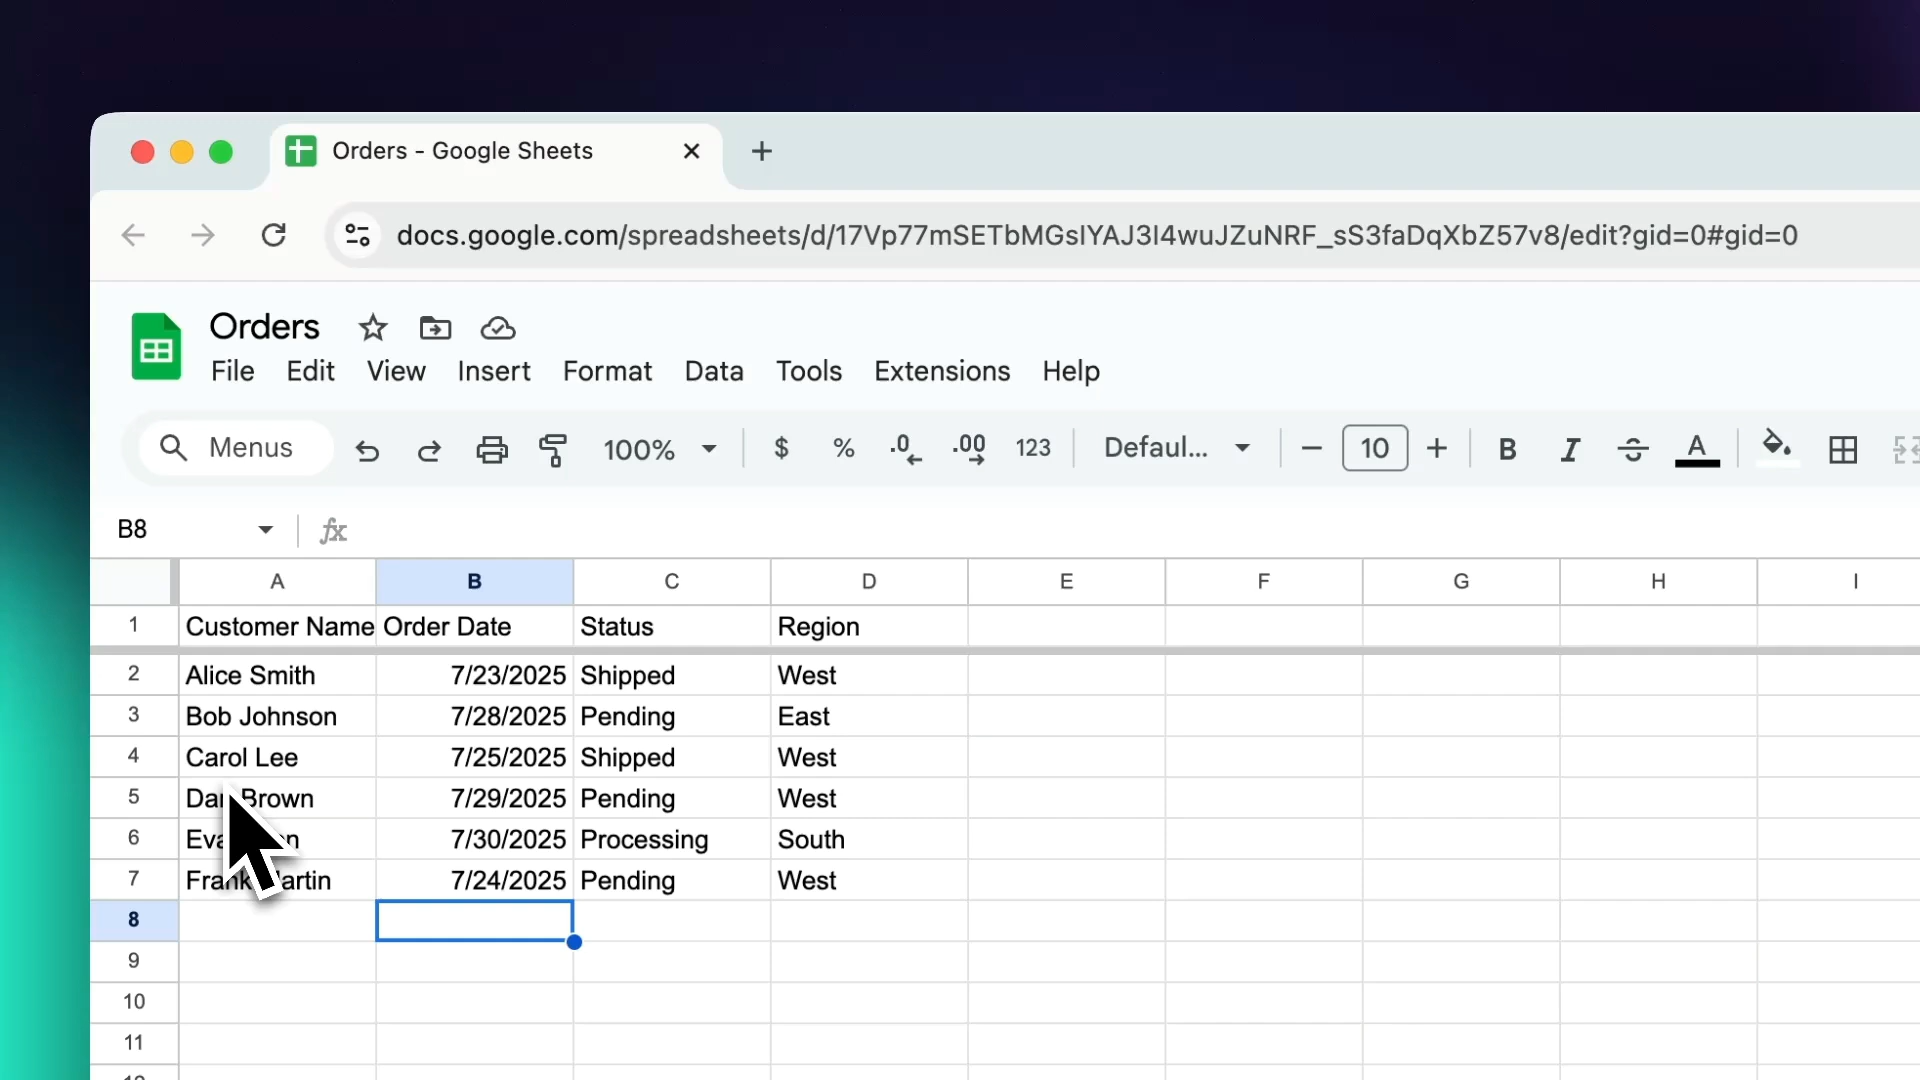 Orders - Google Sheets
docs.google.com/spreadsheets/d/17Vp77mSETbMGsIYAJ3I4wuJZuNRF_sS3faDqXbZ57v8/edit?gid=0#gid=0
Orders
File Edit View Insert Format Data Tools Extensions Help
Menus 100% $ % .0 .00 123 Defaul... 10 B I S A
B8 fx
A B C D E F G H I
1 Customer Name Order Date Status Region
2 Alice Smith 7/23/2025 Shipped West
3 Bob Johnson 7/28/2025 Pending East
4 Carol Lee 7/25/2025 Shipped West
5 Brown 7/29/2025 Pending West
6 7/30/2025 Processing South
7 Frank 7/24/2025 Pending West
8
9
10
11